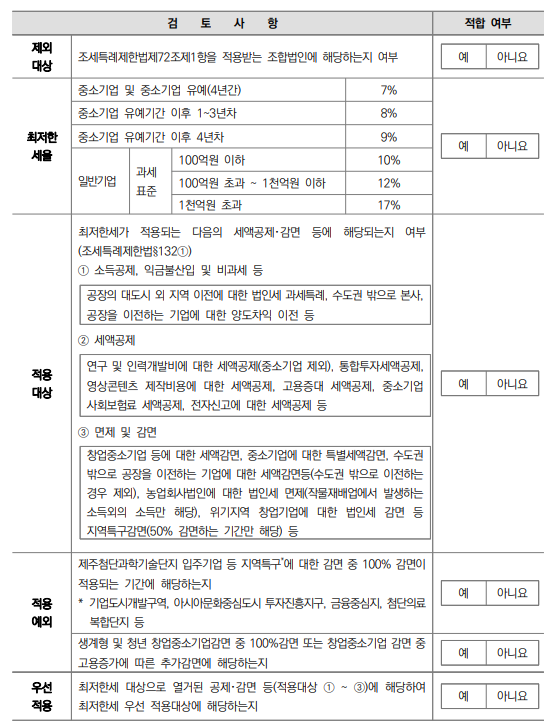 검 토 사 항 적합 여부
제외 조세특례제한법제72조제1항을 적용받는 조합법인에 해당하는지 여부 예 아니요
대상
최저한 중소기업 및 중소기업 유예(4년간) 7%
세율 중소기업 유예기간 이후 1~3년차 8%
중소기업 유예기간 이후 4년차 9% 예 아니요
일반기업 과세 100억원 이하 10%
표준 100억원 초과 ~ 1천억원 이하 12%
1천억원 초과 17%
적용 최저한세가 적용되는 다음의 세액공제·감면 등에 해당되는지 여부
대상 (조세특례제한법§132①)
① 소득공제, 익금불산입 및 비과세 등
공장의 대도시 외 지역 이전에 대한 법인세 과세특례, 수도권 밖으로 본사,
공장을 이전하는 기업에 대한 양도차익 이전 등
② 세액공제
연구 및 인력개발비에 대한 세액공제(중소기업 제외), 통합투자세액공제,
영상콘텐츠 제작비용에 대한 세액공제, 고용증대 세액공제, 중소기업 예 아니요
사회보험료 세액공제, 전자신고에 대한 세액공제 등
③ 면제 및 감면
창업중소기업 등에 대한 세액감면, 중소기업에 대한 특별세액감면, 수도권
밖으로 공장을 이전하는 기업에 대한 세액감면등(수도권 밖으로 이전하는
경우 제외), 농업회사법인에 대한 법인세 면제(작물재배업에서 발생하는
소득외의 소득만 해당), 위기지역 창업기업에 대한 법인세 감면 등
지역특구감면(50% 감면하는 기간만 해당) 등
적용 제주첨단과학기술단지 입주기업 등 지역특구*에 대한 감면 중 100% 감면이
예외 적용되는 기간에 해당하는지 예 아니요
* 기업도시개발구역, 아시아문화중심도시 투자진흥지구, 금융중심지, 첨단의료
복합단지 등
생계형 및 청년 창업중소기업감면 중 100%감면 또는 창업중소기업 감면 중 예 아니요
고용증가에 따른 추가감면에 해당하는지
우선 최저한세 대상으로 열거된 공제·감면 등(적용대상 ① ~ ③)에 해당하여 예 아니요
적용 최저한세 우선 적용대상에 해당하는지